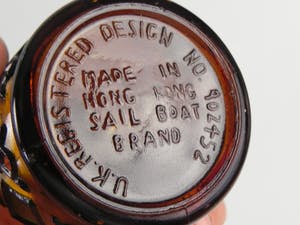 U.K. REGISTERED DESIGN NO. 902452
MADE IN
HONG KONG
SAIL BOAT
BRAND